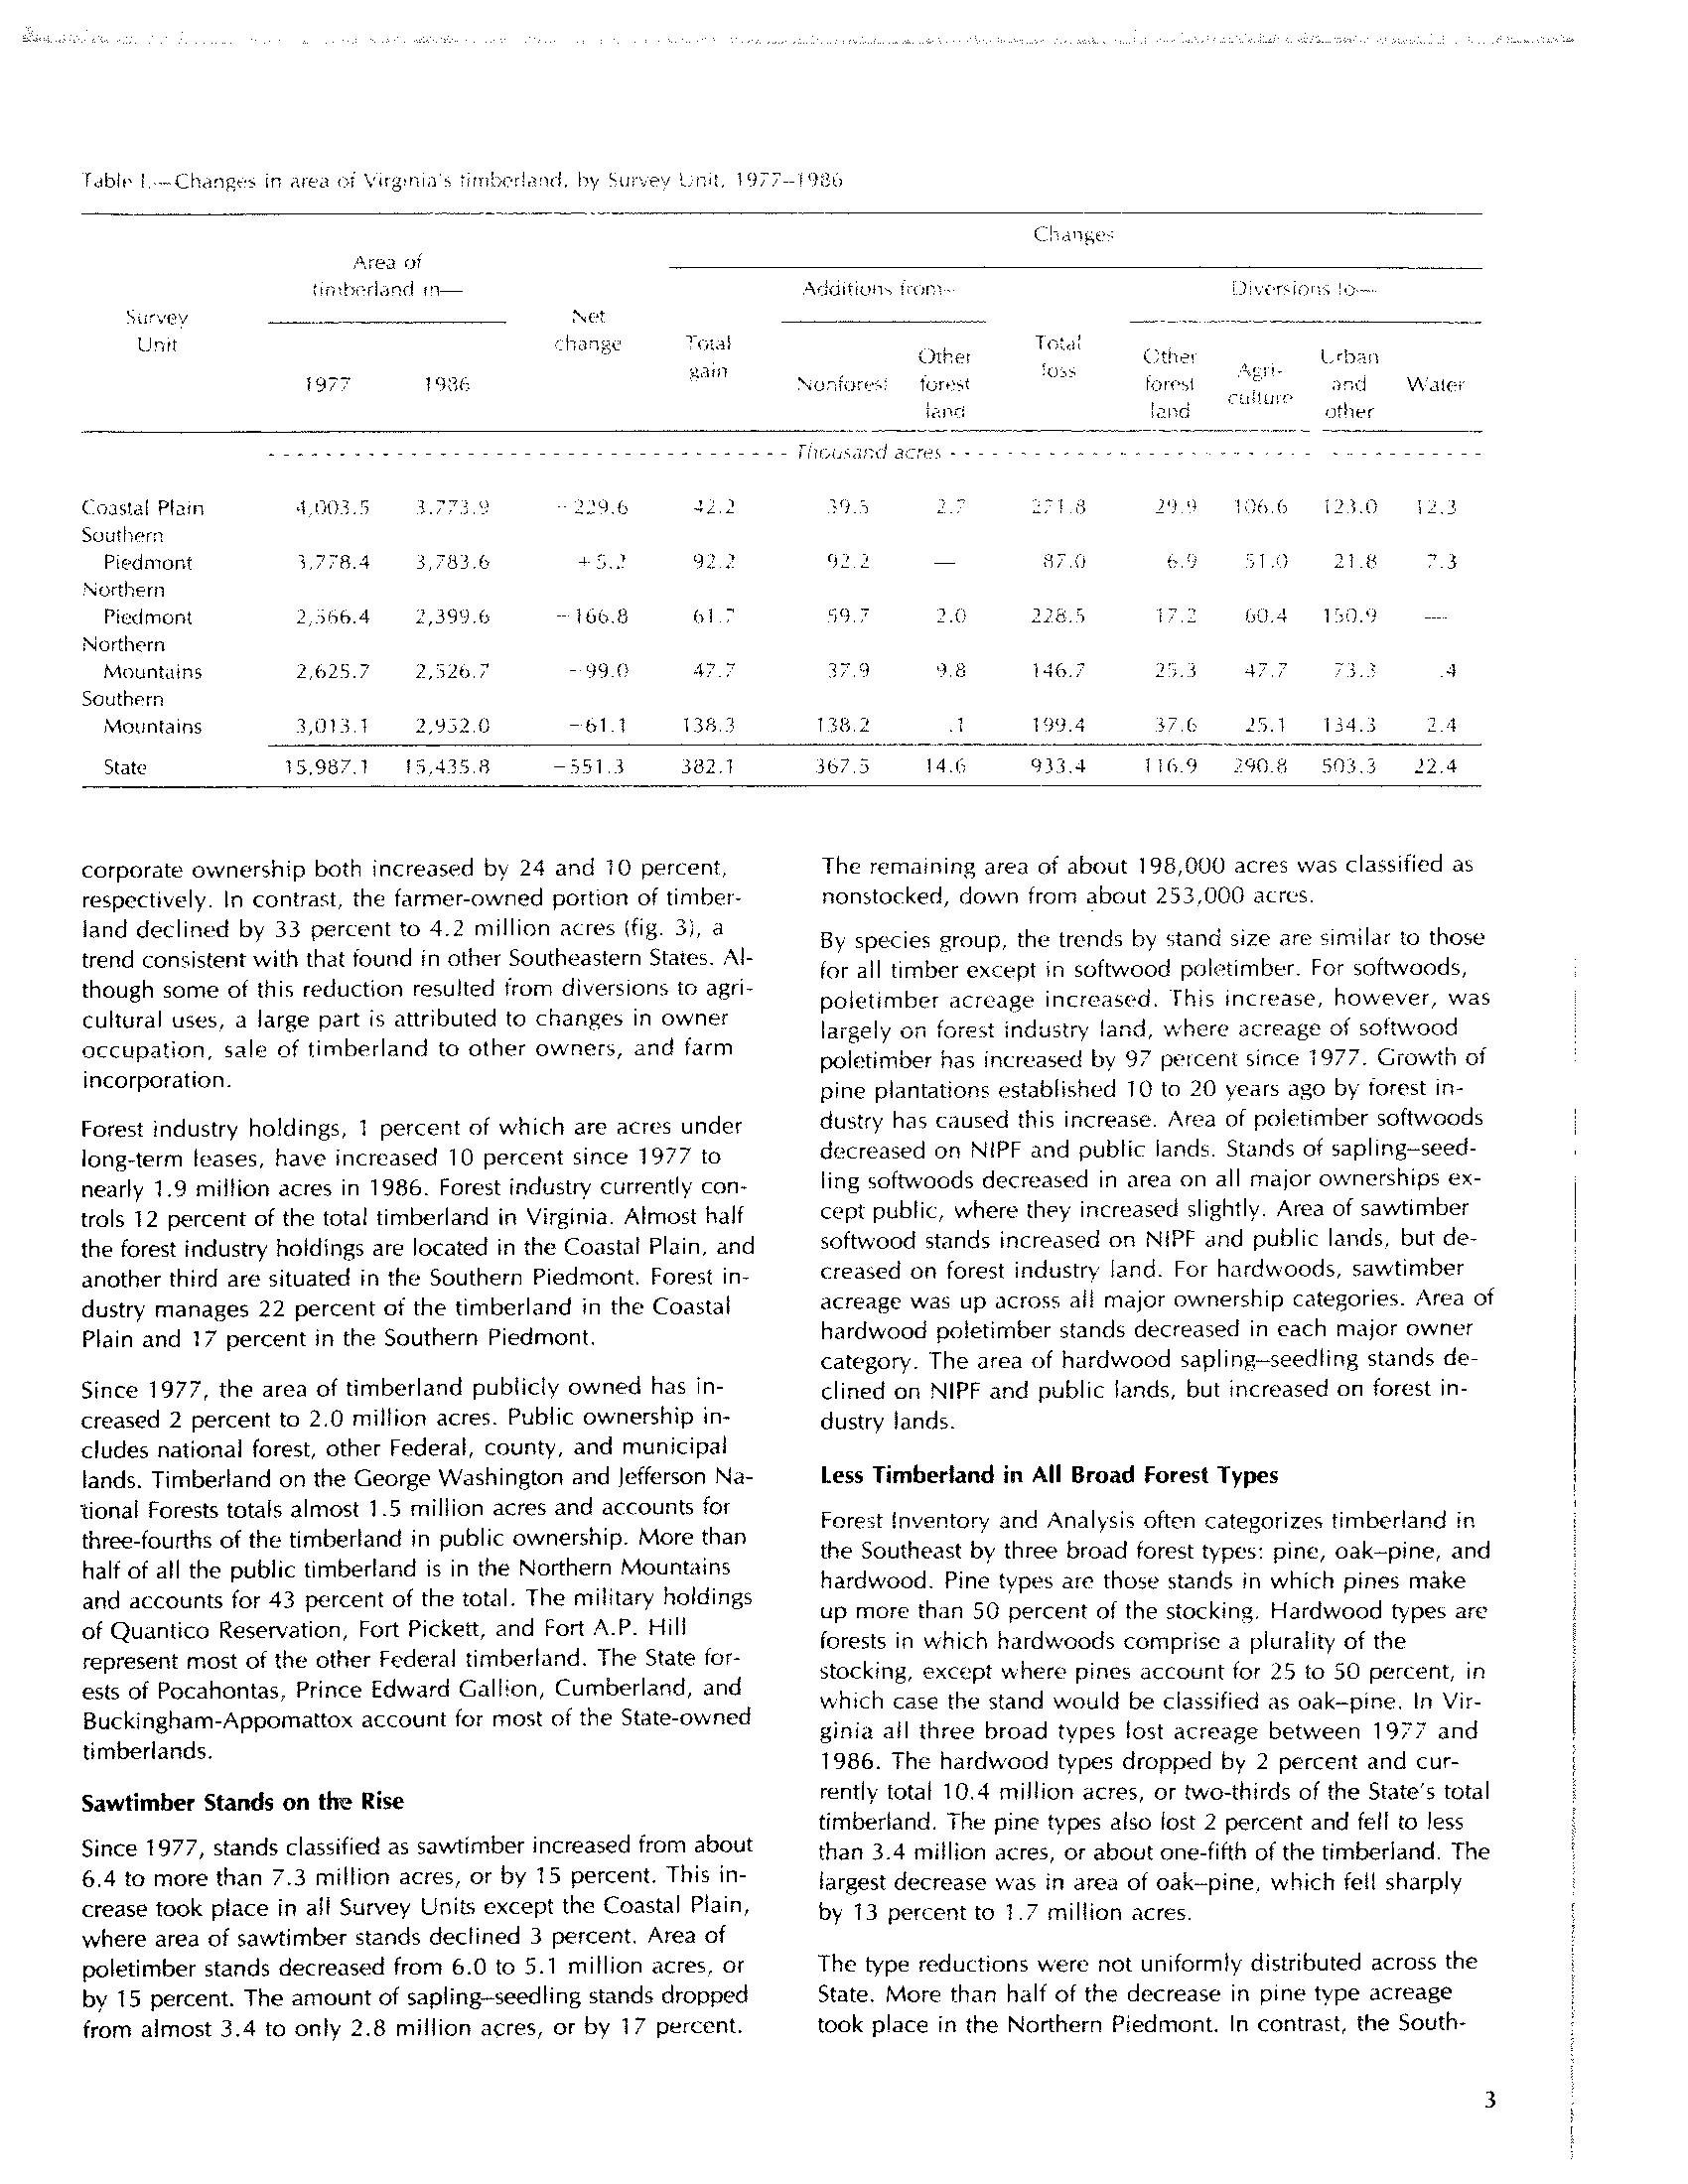 Table I.—Changes in area of Virginia's timberland, by Survey Unit, 1977–1986
Changes
Area of
timberland in—
Additions from—
Diversions to—
Survey
Unit
Net
change
Total
gain
Total
loss
Other
forest
land
Other
forest
land
Agri-
culture
Urban
and
other
1977 1986 Nonforest Water
Thousand acres
Coastal Plain 4,003.5 3,773.9 −229.6 42.2 39.5 2.7 271.8 29.9 106.6 123.0 12.3
Southern
Piedmont 3,778.4 3,783.6 +5.2 92.2 92.2 — 87.0 6.9 51.0 21.8 7.3
Northern
Piedmont 2,566.4 2,399.6 −166.8 61.7 59.7 2.0 228.5 17.2 60.4 150.9 —
Northern
Mountains 2,625.7 2,526.7 −99.0 47.7 37.9 9.8 146.7 25.3 47.7 73.3 .4
Southern
Mountains 3,013.1 2,952.0 −61.1 138.3 138.2 .1 199.4 37.6 25.1 134.3 2.4
State 15,987.1 15,435.8 −551.3 382.1 367.5 14.6 933.4 116.9 290.8 503.3 22.4
corporate ownership both increased by 24 and 10 percent,
respectively. In contrast, the farmer-owned portion of timber-
land declined by 33 percent to 4.2 million acres (fig. 3), a
trend consistent with that found in other Southeastern States. Al-
though some of this reduction resulted from diversions to agri-
cultural uses, a large part is attributed to changes in owner
occupation, sale of timberland to other owners, and farm
incorporation.
Forest industry holdings, 1 percent of which are acres under
long-term leases, have increased 10 percent since 1977 to
nearly 1.9 million acres in 1986. Forest industry currently con-
trols 12 percent of the total timberland in Virginia. Almost half
the forest industry holdings are located in the Coastal Plain, and
another third are situated in the Southern Piedmont. Forest in-
dustry manages 22 percent of the timberland in the Coastal
Plain and 17 percent in the Southern Piedmont.
Since 1977, the area of timberland publicly owned has in-
creased 2 percent to 2.0 million acres. Public ownership in-
cludes national forest, other Federal, county, and municipal
lands. Timberland on the George Washington and Jefferson Na-
tional Forests totals almost 1.5 million acres and accounts for
three-fourths of the timberland in public ownership. More than
half of all the public timberland is in the Northern Mountains
and accounts for 43 percent of the total. The military holdings
of Quantico Reservation, Fort Pickett, and Fort A.P. Hill
represent most of the other Federal timberland. The State for-
ests of Pocahontas, Prince Edward Gallion, Cumberland, and
Buckingham-Appomattox account for most of the State-owned
timberlands.
Sawtimber Stands on the Rise
Since 1977, stands classified as sawtimber increased from about
6.4 to more than 7.3 million acres, or by 15 percent. This in-
crease took place in all Survey Units except the Coastal Plain,
where area of sawtimber stands declined 3 percent. Area of
poletimber stands decreased from 6.0 to 5.1 million acres, or
by 15 percent. The amount of sapling–seedling stands dropped
from almost 3.4 to only 2.8 million acres, or by 17 percent.
The remaining area of about 198,000 acres was classified as
nonstocked, down from about 253,000 acres.
By species group, the trends by stand size are similar to those
for all timber except in softwood poletimber. For softwoods,
poletimber acreage increased. This increase, however, was
largely on forest industry land, where acreage of softwood
poletimber has increased by 97 percent since 1977. Growth of
pine plantations established 10 to 20 years ago by forest in-
dustry has caused this increase. Area of poletimber softwoods
decreased on NIPF and public lands. Stands of sapling–seed-
ling softwoods decreased in area on all major ownerships ex-
cept public, where they increased slightly. Area of sawtimber
softwood stands increased on NIPF and public lands, but de-
creased on forest industry land. For hardwoods, sawtimber
acreage was up across all major ownership categories. Area of
hardwood poletimber stands decreased in each major owner
category. The area of hardwood sapling–seedling stands de-
clined on NIPF and public lands, but increased on forest in-
dustry lands.
Less Timberland in All Broad Forest Types
Forest Inventory and Analysis often categorizes timberland in
the Southeast by three broad forest types: pine, oak–pine, and
hardwood. Pine types are those stands in which pines make
up more than 50 percent of the stocking. Hardwood types are
forests in which hardwoods comprise a plurality of the
stocking, except where pines account for 25 to 50 percent, in
which case the stand would be classified as oak–pine. In Vir-
ginia all three broad types lost acreage between 1977 and
1986. The hardwood types dropped by 2 percent and cur-
rently total 10.4 million acres, or two-thirds of the State's total
timberland. The pine types also lost 2 percent and fell to less
than 3.4 million acres, or about one-fifth of the timberland. The
largest decrease was in area of oak–pine, which fell sharply
by 13 percent to 1.7 million acres.
The type reductions were not uniformly distributed across the
State. More than half of the decrease in pine type acreage
took place in the Northern Piedmont. In contrast, the South-
3